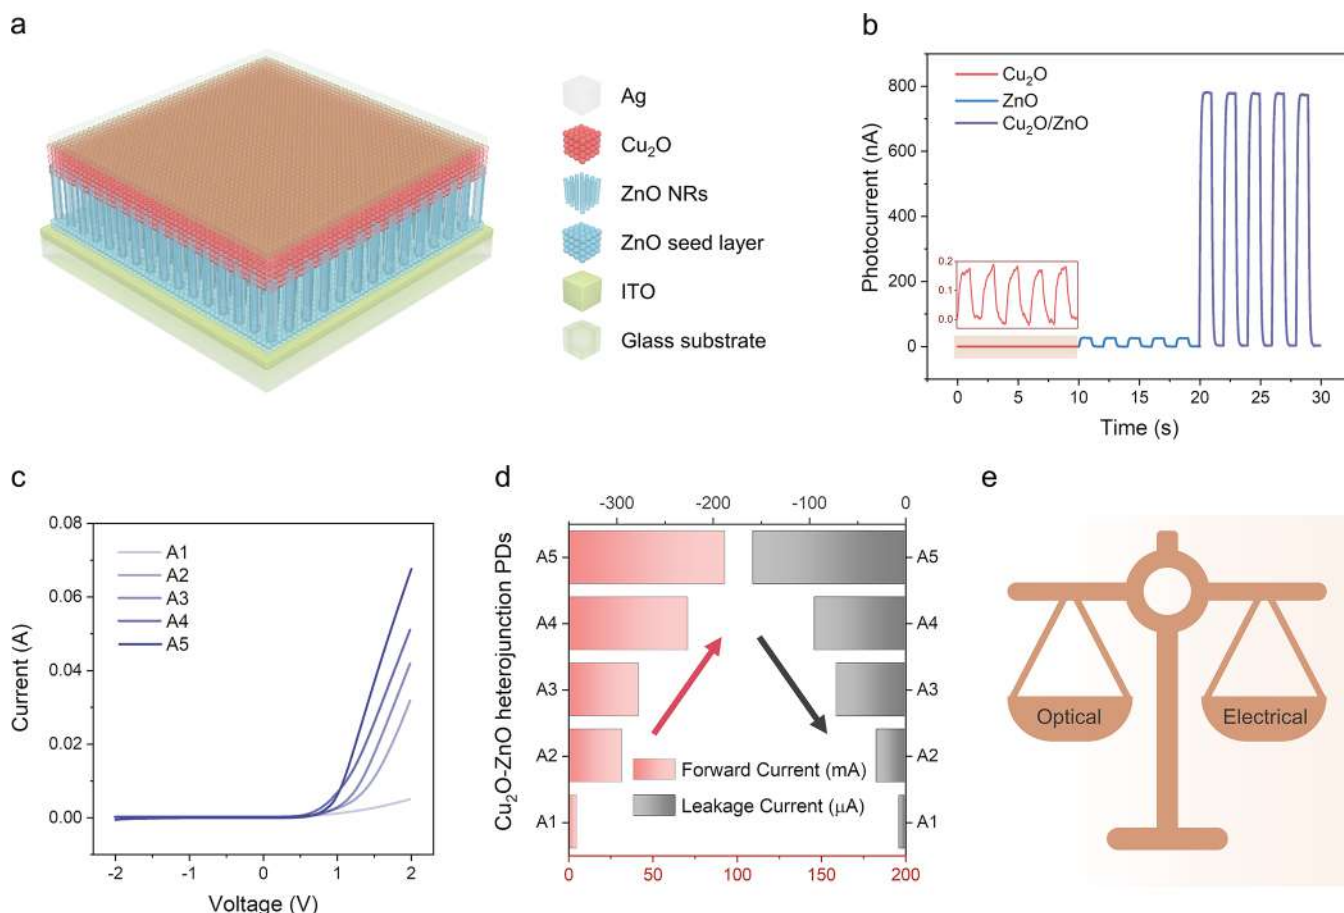 a
Ag
Cu₂O
ZnO NRs
ZnO seed layer
ITO
Glass substrate
b
Cu₂O
ZnO
Cu₂O/ZnO
Photocurrent (nA)
800
600
400
200
0
0.2
0.1
0.0
0 5 10 15 20 25 30
Time (s)
c
A1
A2
A3
A4
A5
Current (A)
0.08
0.06
0.04
0.02
0.00
-2 -1 0 1 2
Voltage (V)
d
-300 -200 -100 0
Cu₂O-ZnO heterojunction PDs
A5 A5
A4 A4
A3 A3
A2 A2
A1 A1
Forward Current (mA)
Leakage Current (μA)
0 50 100 150 200
e
Optical Electrical